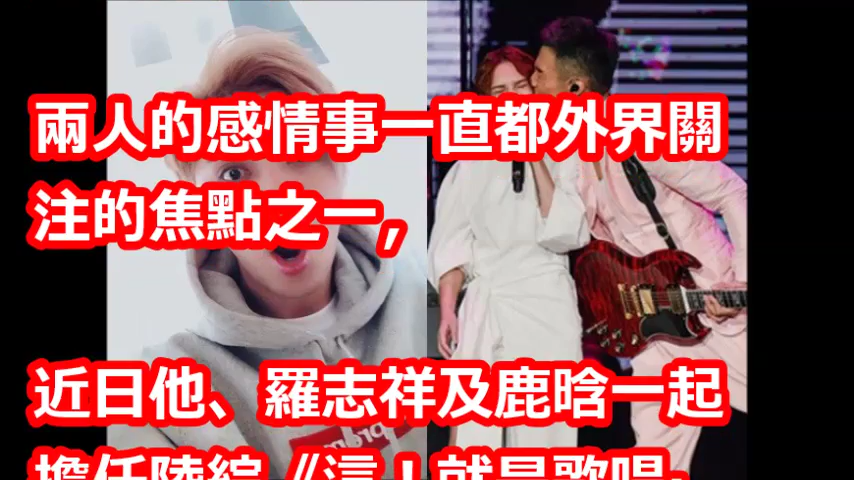 兩人的感情事一直都外界關
注的焦點之一,
近日他、羅志祥及鹿晗一起
擔任陸綜《這！就是歌唱·